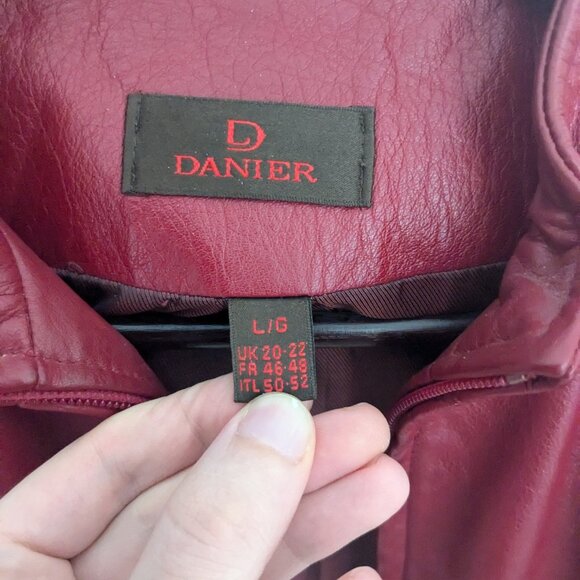 D
DANIER
L/G
UK 20-22
FR 46-48
ITL 50-52